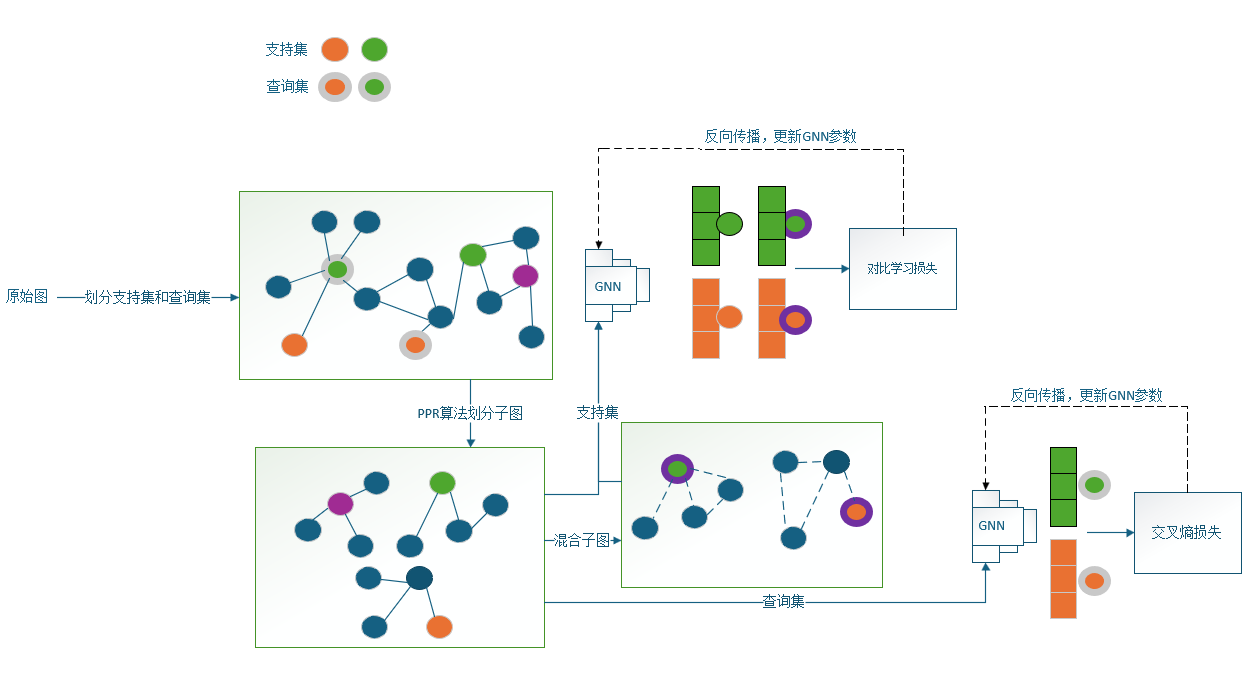 支持集
查询集
反向传播，更新GNN参数
GNN
对比学习损失
原始图
划分支持集和查询集
PPR算法划分子图
支持集
反向传播，更新GNN参数
GNN
交叉熵损失
混合子图
查询集